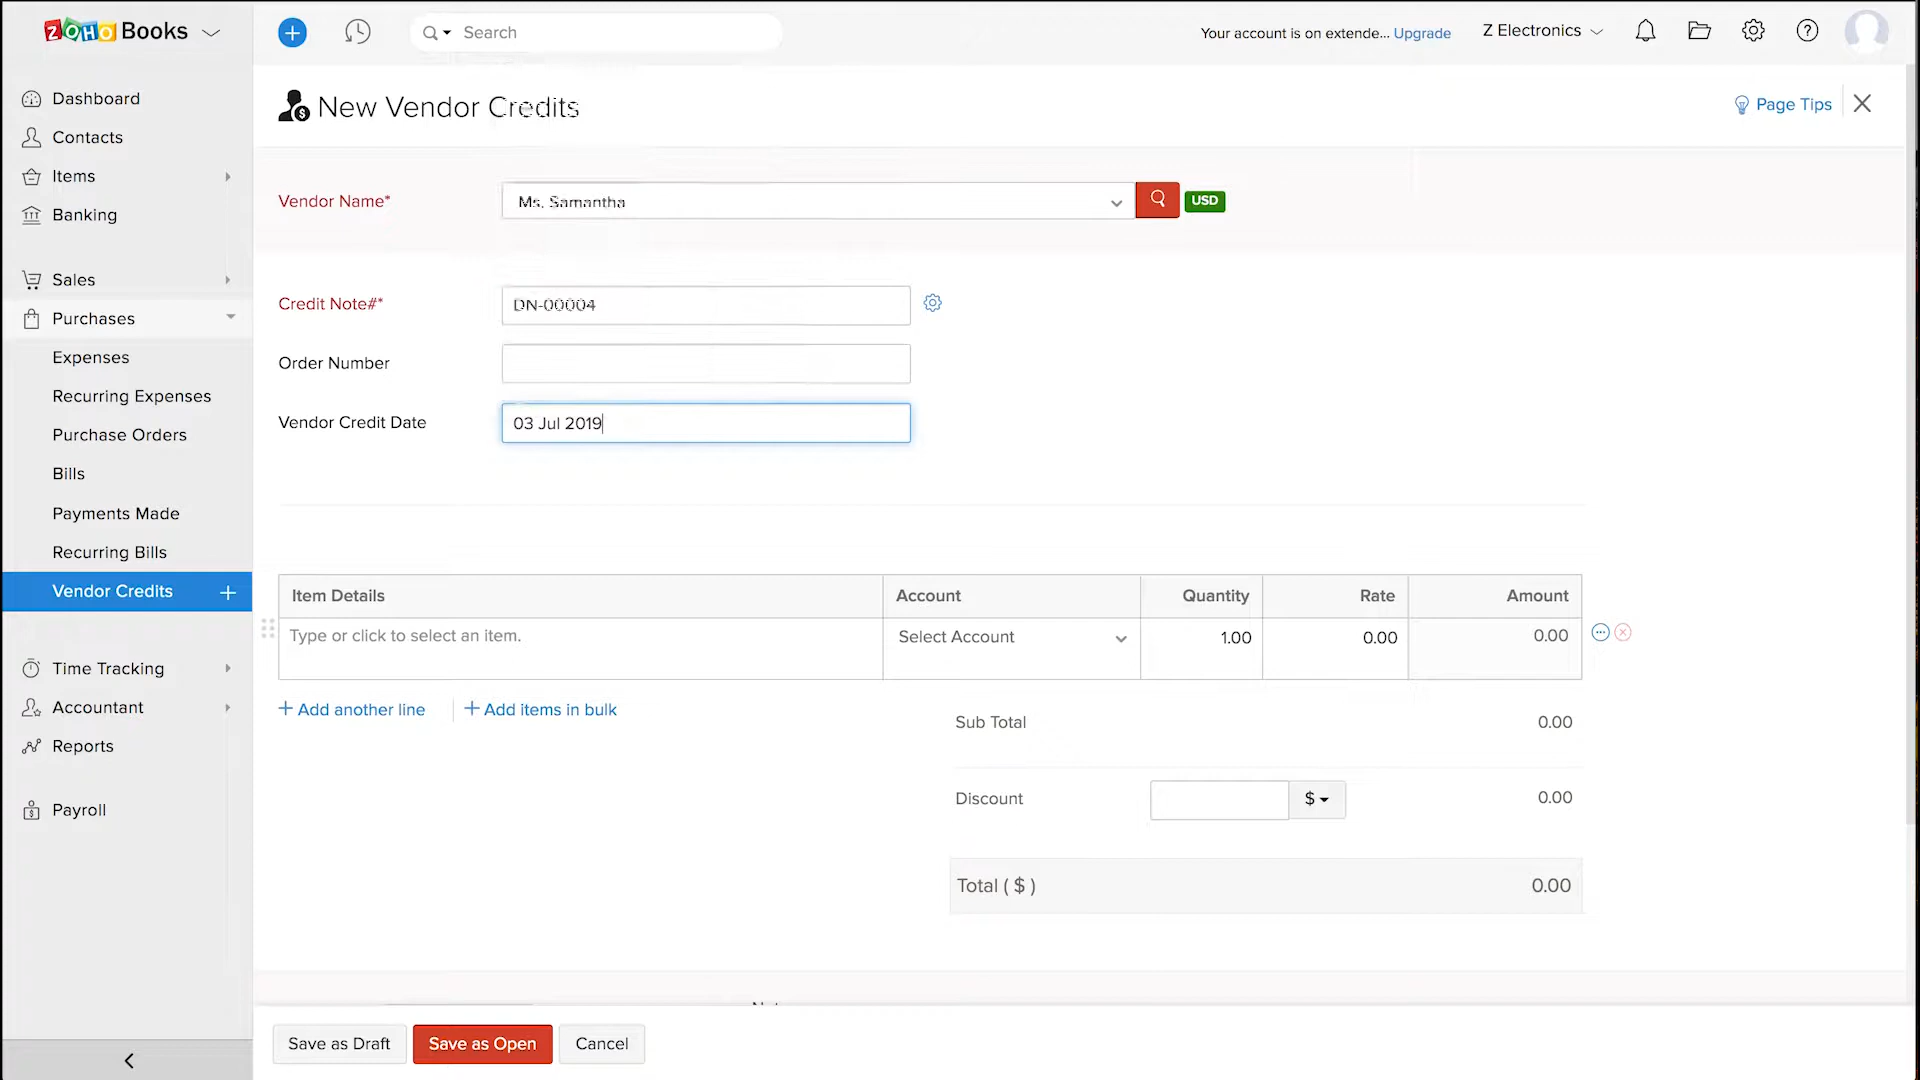 ZOHO Books
Search
Your account is on extende... Upgrade
Z Electronics
Dashboard
Contacts
Items
Banking
Sales
Purchases
Expenses
Recurring Expenses
Purchase Orders
Bills
Payments Made
Recurring Bills
Vendor Credits
Time Tracking
Accountant
Reports
Payroll
New Vendor Credits
Page Tips
Vendor Name*
Ms. Samantha
USD
Credit Note#*
DN-00004
Order Number
Vendor Credit Date
03 Jul 2019
Item Details Account Quantity Rate Amount
Type or click to select an item. Select Account 1.00 0.00 0.00
+ Add another line + Add items in bulk
Sub Total 0.00
Discount $ 0.00
Total ( $ ) 0.00
Save as Draft Save as Open Cancel